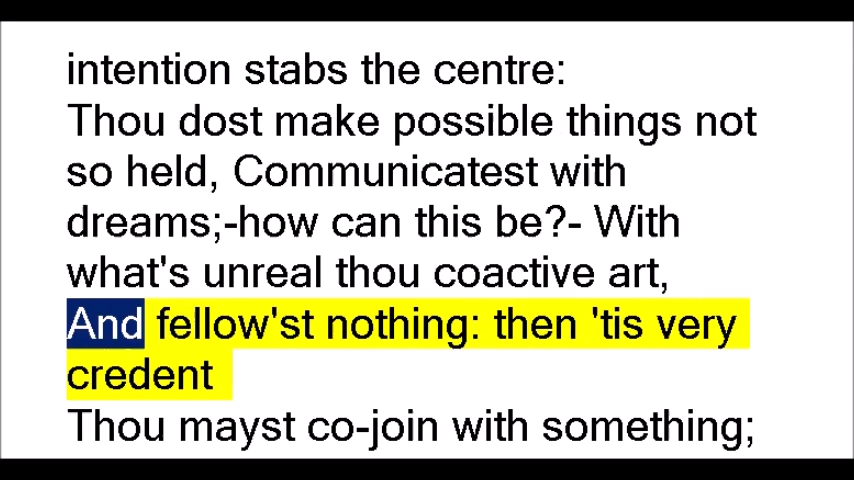 intention stabs the centre:
Thou dost make possible things not
so held, Communicatest with
dreams;-how can this be?- With
what's unreal thou coactive art,
And fellow'st nothing: then 'tis very
credent
Thou mayst co-join with something;